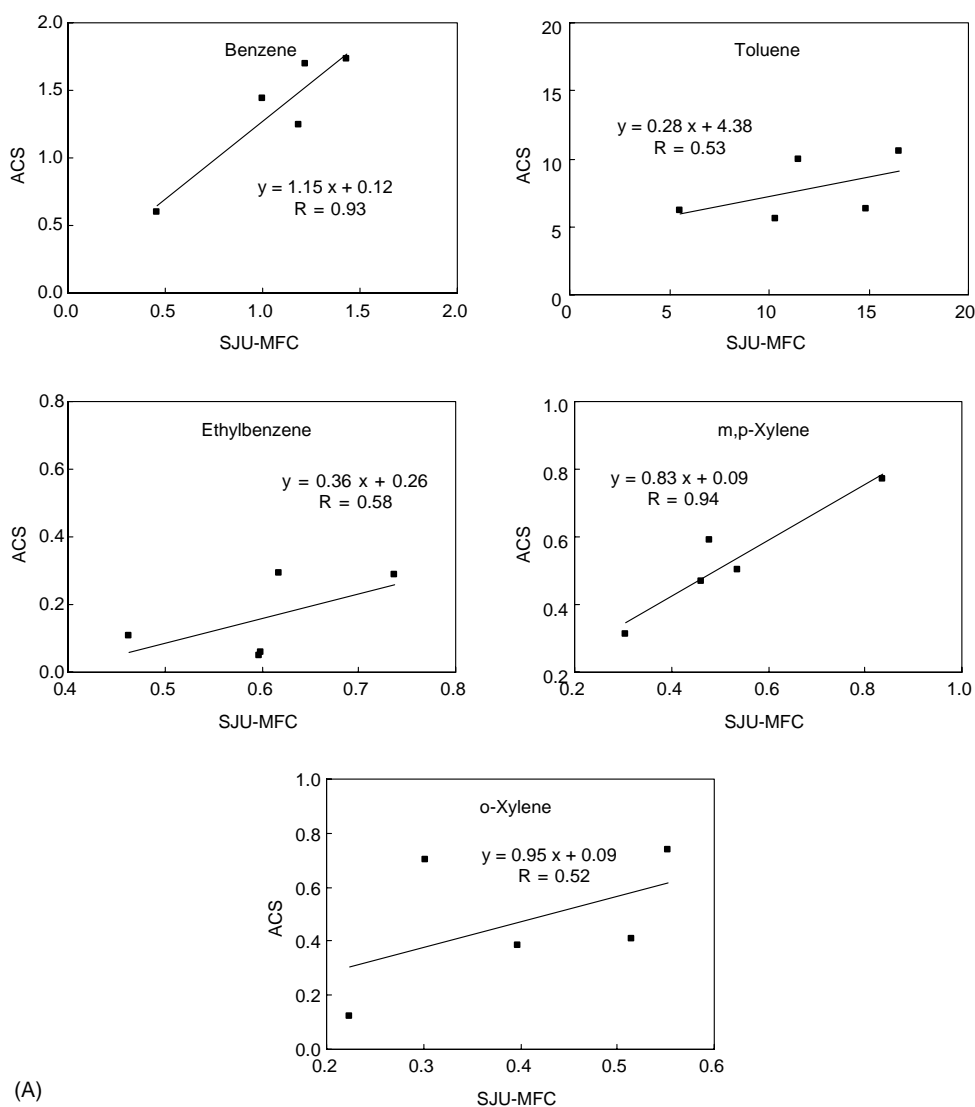 Benzene
2.0
1.5
1.0
0.5
0.0
ACS
y = 1.15 x + 0.12
R = 0.93
0.0 0.5 1.0 1.5 2.0
SJU-MFC
Toluene
20
15
10
5
0
ACS
y = 0.28 x + 4.38
R = 0.53
0 5 10 15 20
SJU-MFC
Ethylbenzene
0.8
0.6
0.4
0.2
0.0
ACS
y = 0.36 x + 0.26
R = 0.58
0.4 0.5 0.6 0.7 0.8
SJU-MFC
m,p-Xylene
1.0
0.8
0.6
0.4
0.2
ACS
y = 0.83 x + 0.09
R = 0.94
0.2 0.4 0.6 0.8 1.0
SJU-MFC
o-Xylene
1.0
0.8
0.6
0.4
0.2
0.0
ACS
y = 0.95 x + 0.09
R = 0.52
0.2 0.3 0.4 0.5 0.6
SJU-MFC
(A)